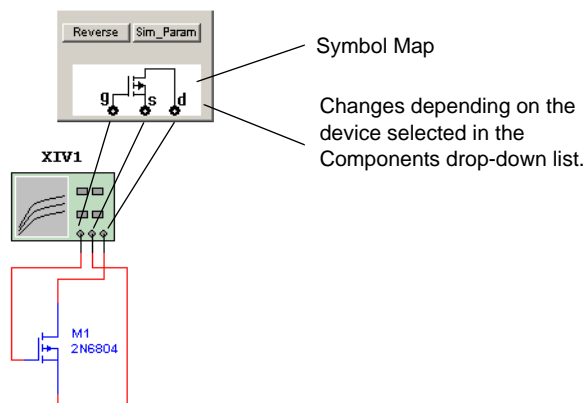 Reverse Sim_Param
g s d
Symbol Map
Changes depending on the
device selected in the
Components drop-down list.
XIV1
M1
2N6804